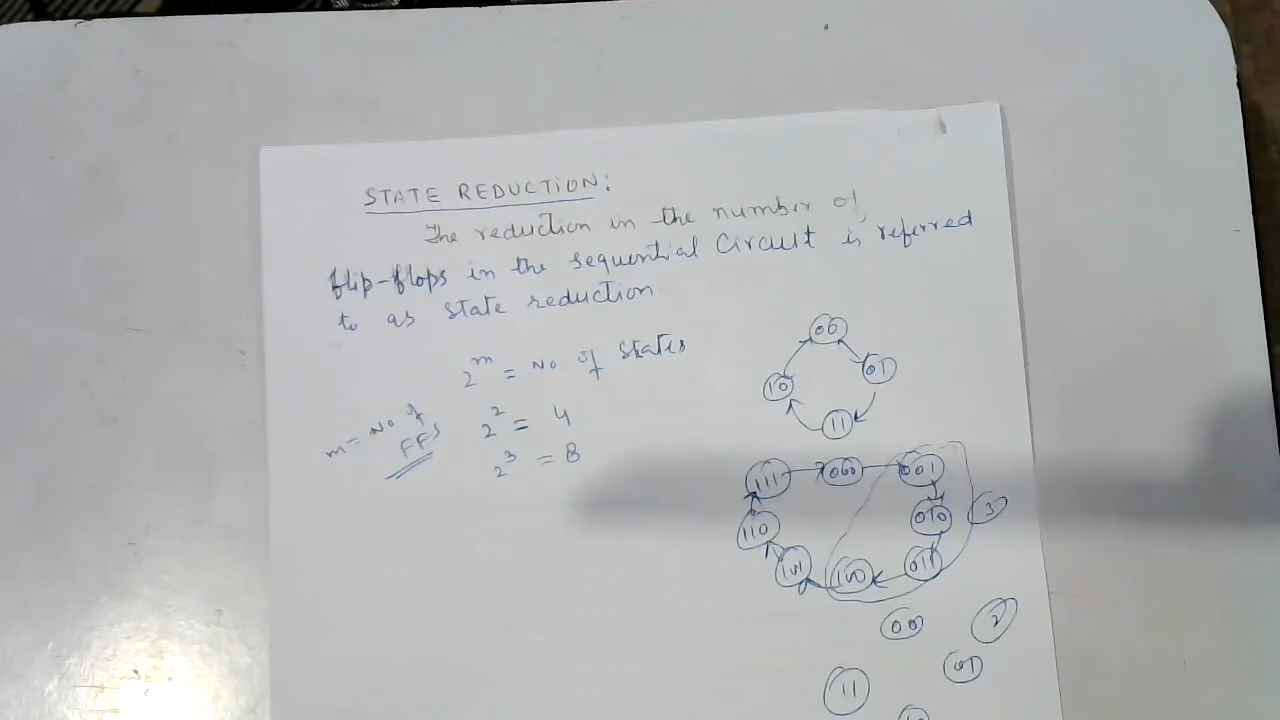 STATE REDUCTION:
The reduction in the number of
flip-flops in the sequential Circuit is referred
to as state reduction
2^m = No of states
m = No of
FFs
2^2 = 4
2^3 = 8
00
01
10
11
111
000
001
010
3
110
101
100
011
00
2
01
11